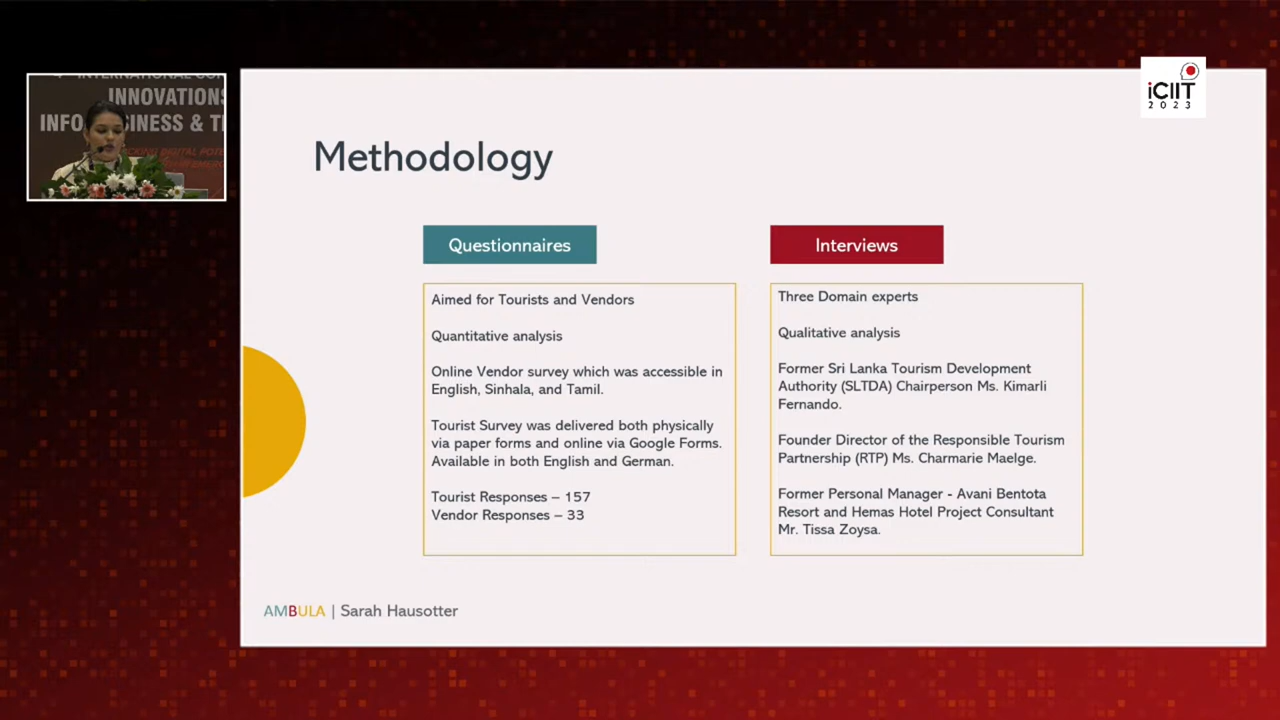 INTERNATIONAL
INNOVATIONS
INFO
BUSINESS &
iCIIT
2023
Methodology
Questionnaires
Aimed for Tourists and Vendors
Quantitative analysis
Online Vendor survey which was accessible in
English, Sinhala, and Tamil.
Tourist Survey was delivered both physically
via paper forms and online via Google Forms.
Available in both English and German.
Tourist Responses – 157
Vendor Responses – 33
Interviews
Three Domain experts
Qualitative analysis
Former Sri Lanka Tourism Development
Authority (SLTDA) Chairperson Ms. Kimarli
Fernando.
Founder Director of the Responsible Tourism
Partnership (RTP) Ms. Charmarie Maelge.
Former Personal Manager - Avani Bentota
Resort and Hemas Hotel Project Consultant
Mr. Tissa Zoysa.
AMBULA | Sarah Hausotter